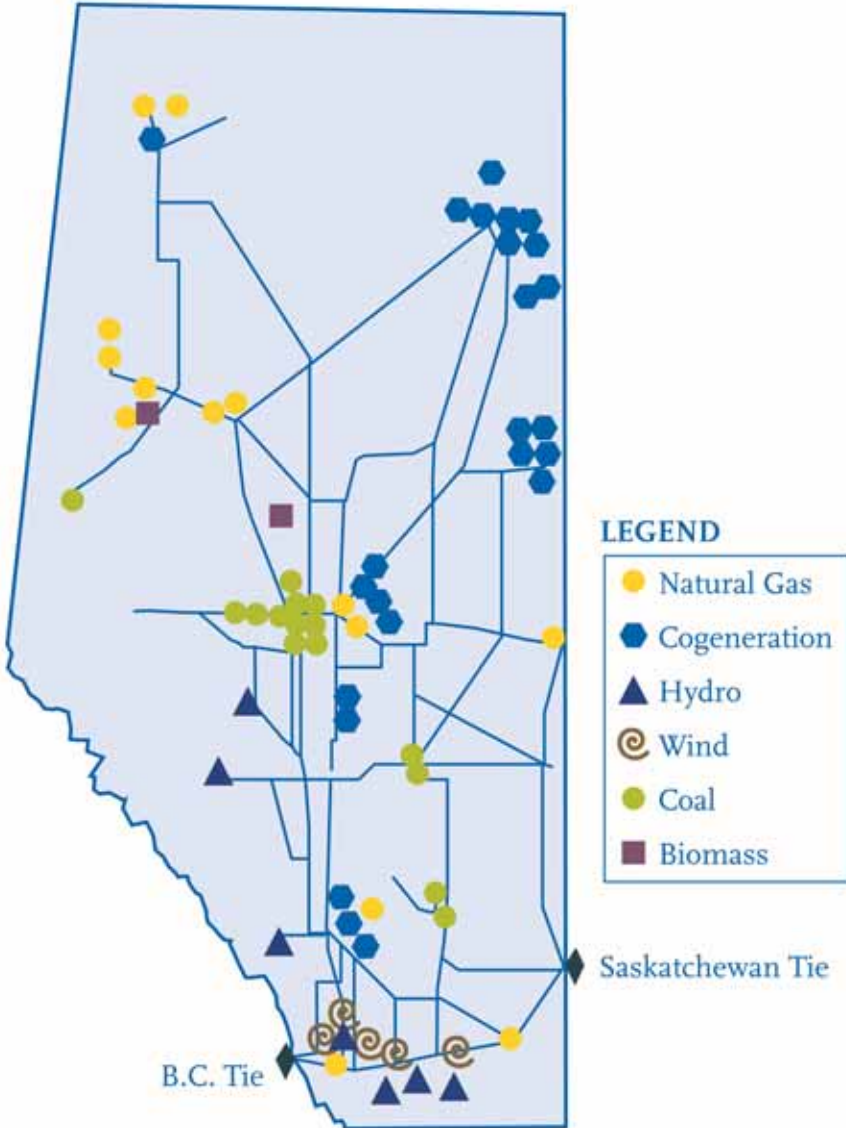 LEGEND
Natural Gas
Cogeneration
Hydro
Wind
Coal
Biomass
Saskatchewan Tie
B.C. Tie